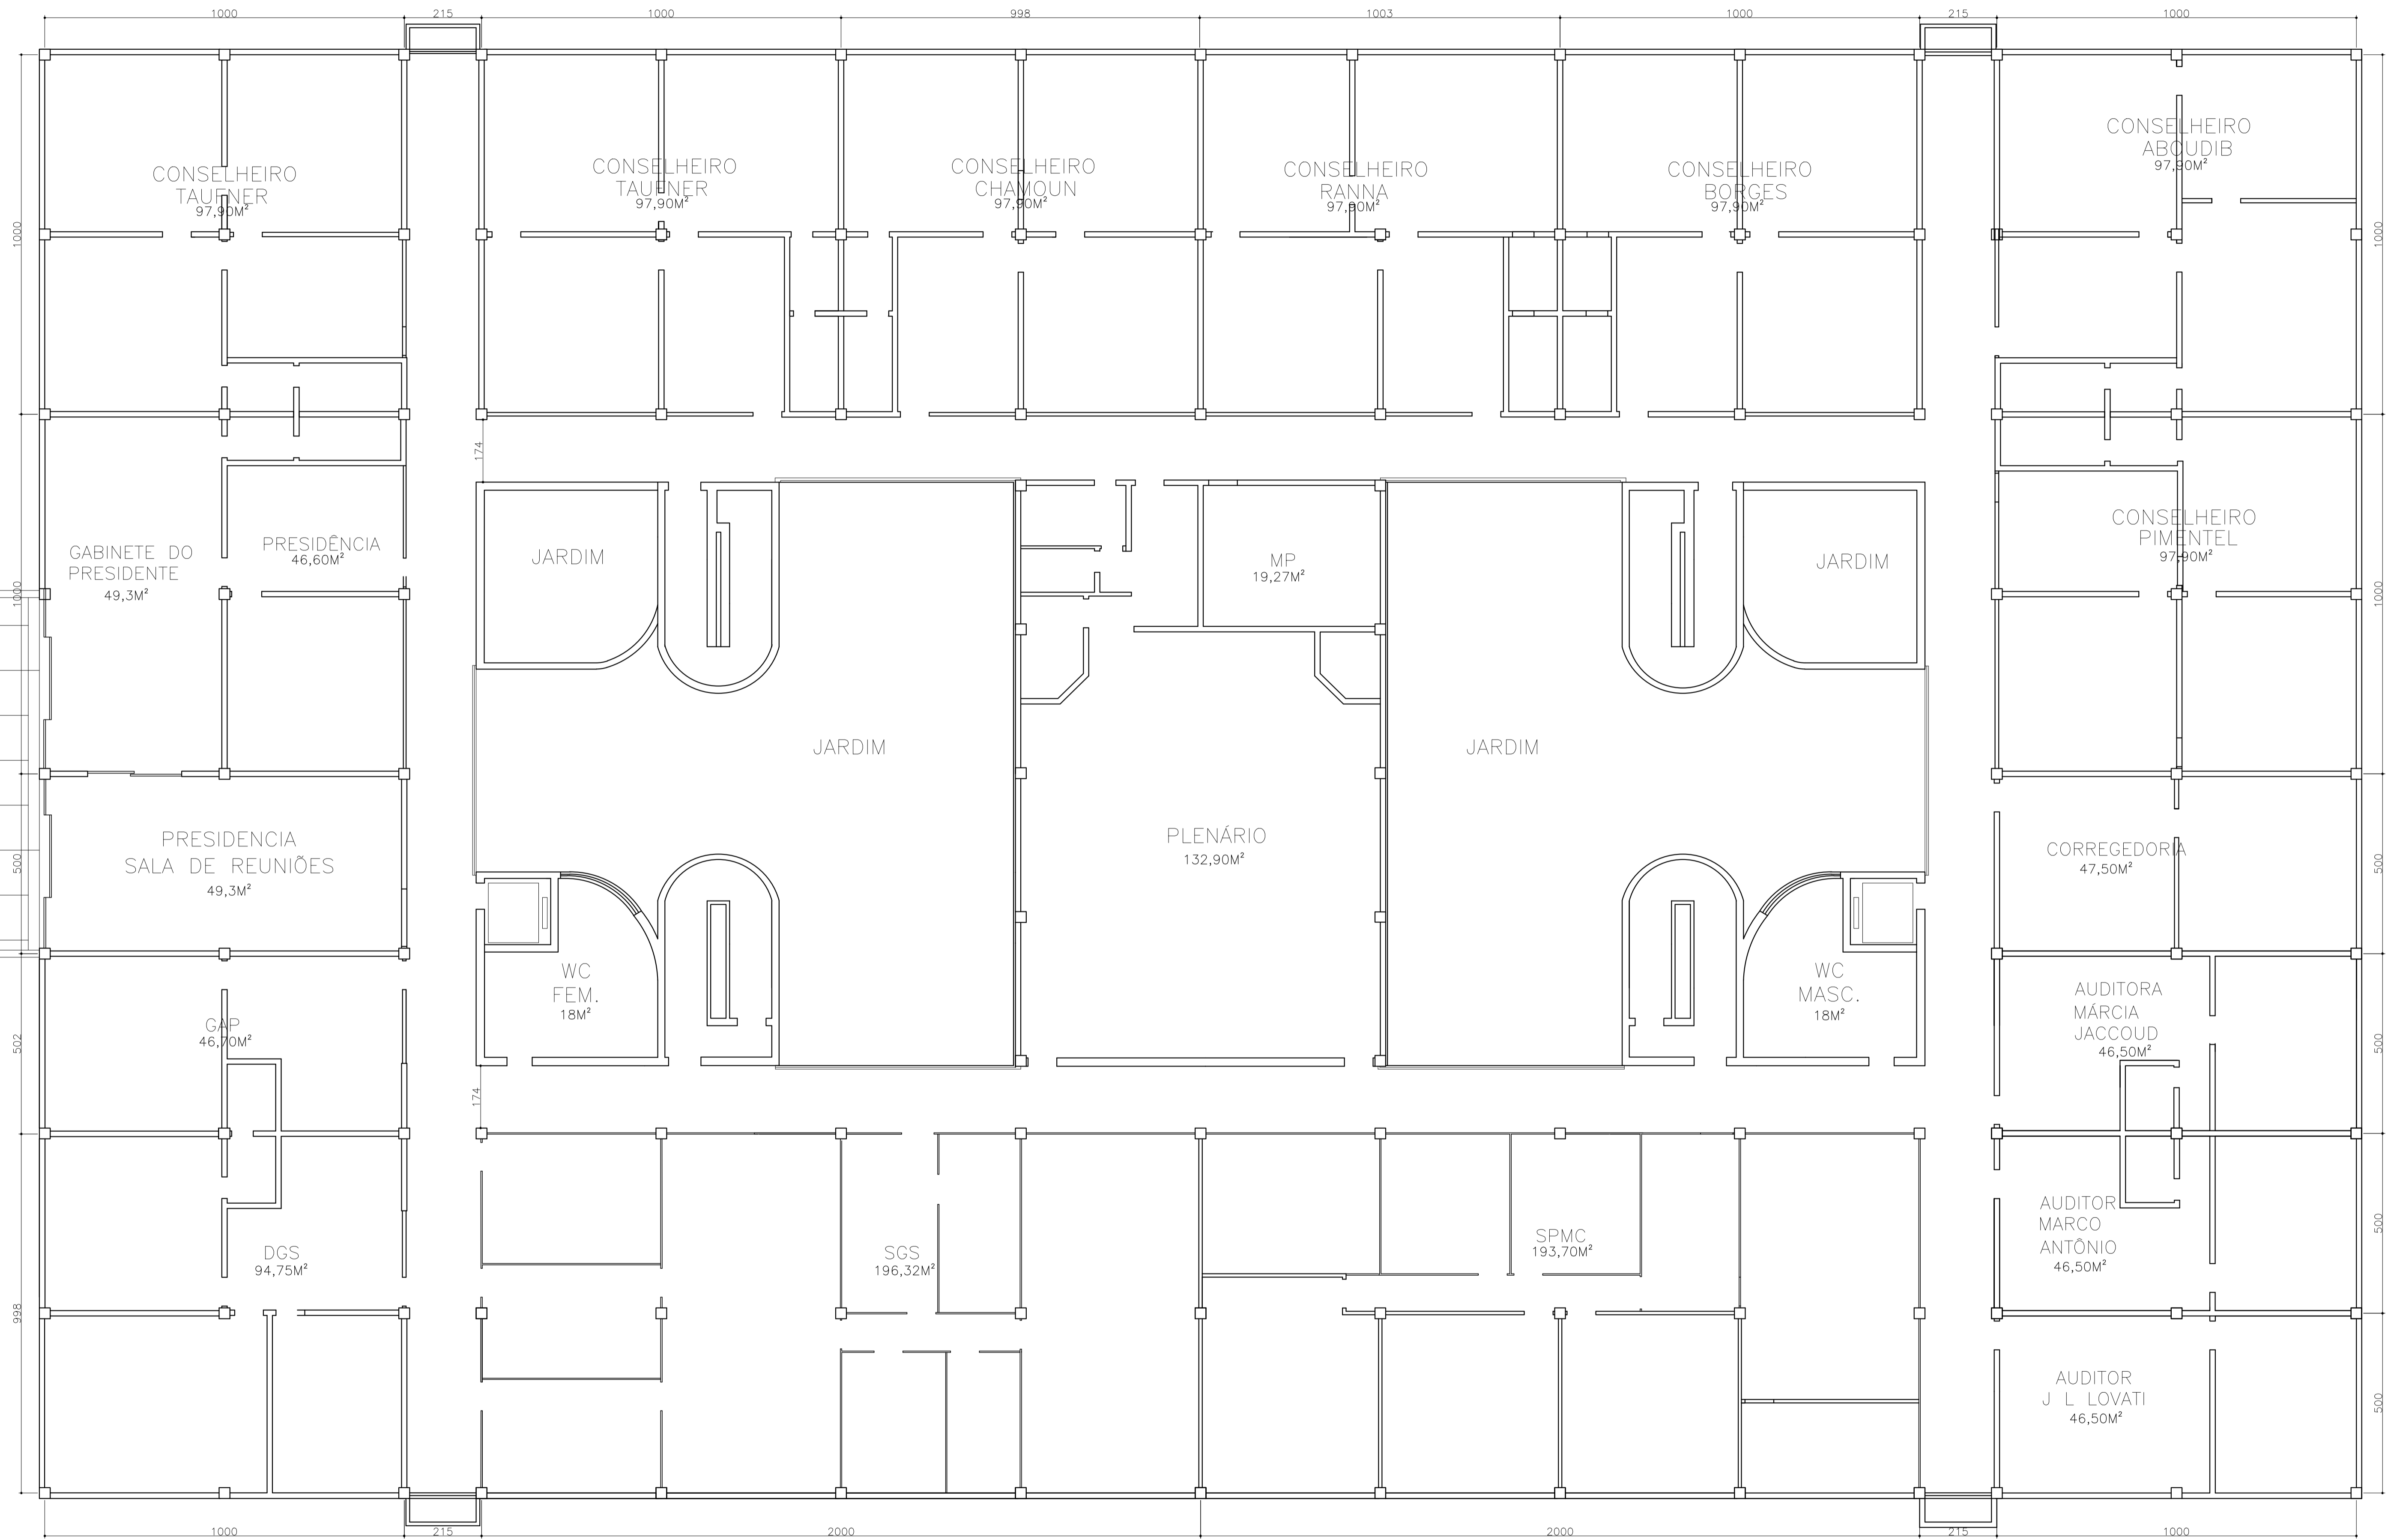 1000 215 1000 998 1003 1000 215 1000
CONSELHEIRO
TAUFNER
97,90M²
CONSELHEIRO
TAUFNER
97,90M²
CONSELHEIRO
CHAMOUN
97,90M²
CONSELHEIRO
RANNA
97,90M²
CONSELHEIRO
BORGES
97,90M²
CONSELHEIRO
ABOUDIB
97,90M²
1000
1000
174
GABINETE DO
PRESIDENTE
49,3M²
PRESIDÊNCIA
46,60M²
JARDIM
MP
19,27M²
JARDIM
CONSELHEIRO
PIMENTEL
97,90M²
1000
1000
JARDIM
JARDIM
PRESIDENCIA
SALA DE REUNIÕES
49,3M²
PLENÁRIO
132,90M²
CORREGEDORIA
47,50M²
500
500
WC
FEM.
18M²
WC
MASC.
18M²
GAP
46,70M²
AUDITORA
MÁRCIA
JACCOUD
46,50M²
502
500
174
DGS
94,75M²
SGS
196,32M²
SPMC
193,70M²
AUDITOR
MARCO
ANTÔNIO
46,50M²
500
998
AUDITOR
J L LOVATI
46,50M²
500
1000 215 2000 2000 215 1000